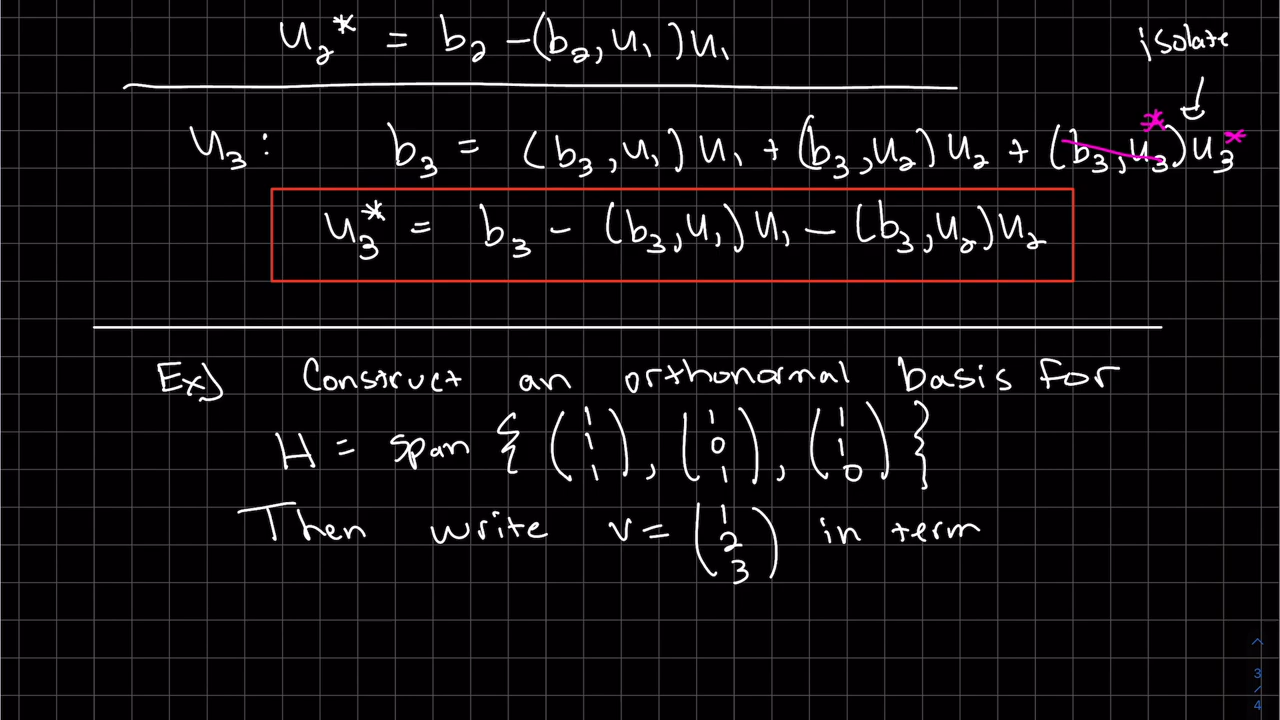 u₂* = b₂ - (b₂, u₁) u₁
isolate
u₃: b₃ = (b₃, u₁) u₁ + (b₃, u₂) u₂ + (b₃, u₃*) u₃*
u₃* = b₃ - (b₃, u₁) u₁ - (b₃, u₂) u₂
Ex) Construct an orthonormal basis for
H = span { (1 1 1), (1 0 1), (1 1 0) }
Then write v = (1 2 3) in term
3
/
4